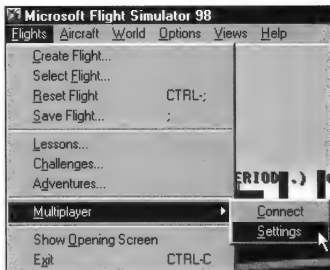 Microsoft Flight Simulator 98
Flights Aircraft World Options Views Help
Create Flight...
Select Flight...
Reset Flight CTRL-;
Save Flight... ;
Lessons...
Challenges...
Adventures...
ERIOD .)
Multiplayer
Connect
Settings
Show Opening Screen
Exit CTRL-C